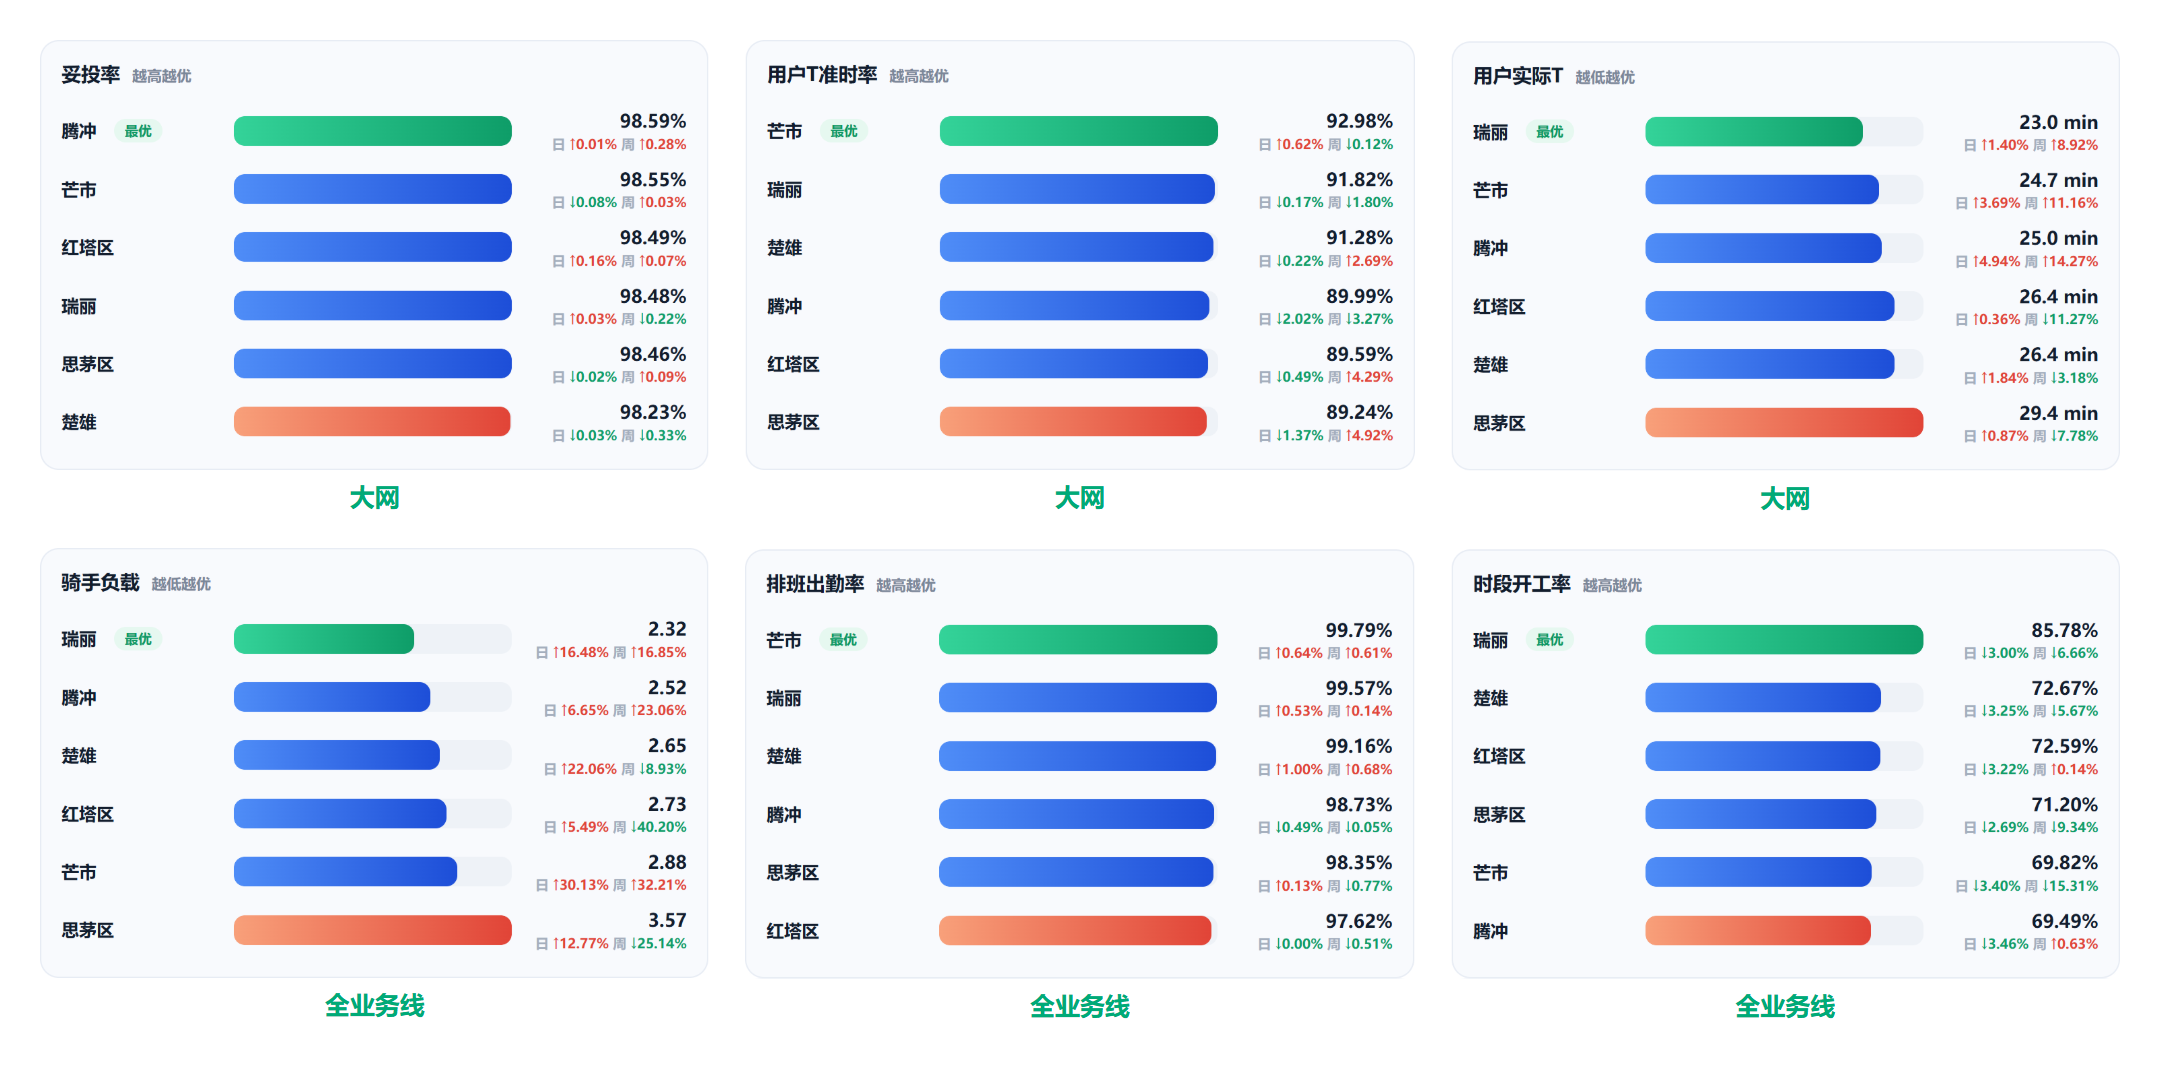 妥投率 越高越优
腾冲 最优 98.59%
日 ↑0.01% 周 ↑0.28%
芒市 98.55%
日 ↓0.08% 周 ↑0.03%
红塔区 98.49%
日 ↑0.16% 周 ↑0.07%
瑞丽 98.48%
日 ↑0.03% 周 ↓0.22%
思茅区 98.46%
日 ↓0.02% 周 ↑0.09%
楚雄 98.23%
日 ↓0.03% 周 ↓0.33%
大网
用户T准时率 越高越优
芒市 最优 92.98%
日 ↑0.62% 周 ↓0.12%
瑞丽 91.82%
日 ↓0.17% 周 ↓1.80%
楚雄 91.28%
日 ↓0.22% 周 ↑2.69%
腾冲 89.99%
日 ↓2.02% 周 ↓3.27%
红塔区 89.59%
日 ↓0.49% 周 ↑4.29%
思茅区 89.24%
日 ↓1.37% 周 ↑4.92%
大网
用户实际T 越低越优
瑞丽 最优 23.0 min
日 ↑1.40% 周 ↑8.92%
芒市 24.7 min
日 ↑3.69% 周 ↑11.16%
腾冲 25.0 min
日 ↑4.94% 周 ↑14.27%
红塔区 26.4 min
日 ↑0.36% 周 ↓11.27%
楚雄 26.4 min
日 ↑1.84% 周 ↓3.18%
思茅区 29.4 min
日 ↑0.87% 周 ↓7.78%
大网
骑手负载 越低越优
瑞丽 最优 2.32
日 ↑16.48% 周 ↑16.85%
腾冲 2.52
日 ↑6.65% 周 ↑23.06%
楚雄 2.65
日 ↑22.06% 周 ↓8.93%
红塔区 2.73
日 ↑5.49% 周 ↓40.20%
芒市 2.88
日 ↑30.13% 周 ↑32.21%
思茅区 3.57
日 ↑12.77% 周 ↓25.14%
全业务线
排班出勤率 越高越优
芒市 最优 99.79%
日 ↑0.64% 周 ↑0.61%
瑞丽 99.57%
日 ↑0.53% 周 ↑0.14%
楚雄 99.16%
日 ↑1.00% 周 ↑0.68%
腾冲 98.73%
日 ↓0.49% 周 ↓0.05%
思茅区 98.35%
日 ↑0.13% 周 ↓0.77%
红塔区 97.62%
日 ↓0.00% 周 ↓0.51%
全业务线
时段开工率 越高越优
瑞丽 最优 85.78%
日 ↓3.00% 周 ↓6.66%
楚雄 72.67%
日 ↓3.25% 周 ↓5.67%
红塔区 72.59%
日 ↓3.22% 周 ↑0.14%
思茅区 71.20%
日 ↓2.69% 周 ↓9.34%
芒市 69.82%
日 ↓3.40% 周 ↓15.31%
腾冲 69.49%
日 ↓3.46% 周 ↑0.63%
全业务线